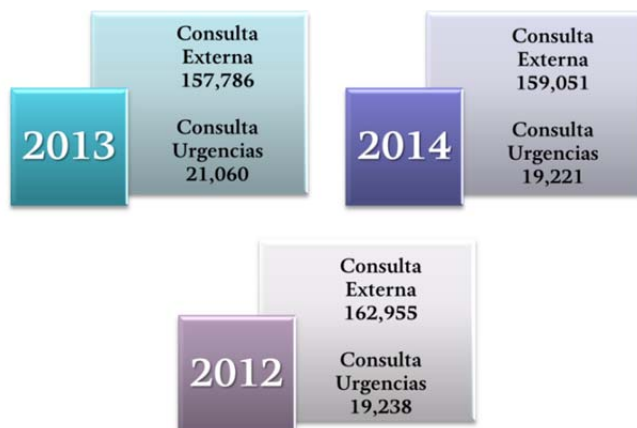 2013
Consulta
Externa
157,786
Consulta
Urgencias
21,060
2014
Consulta
Externa
159,051
Consulta
Urgencias
19,221
2012
Consulta
Externa
162,955
Consulta
Urgencias
19,238